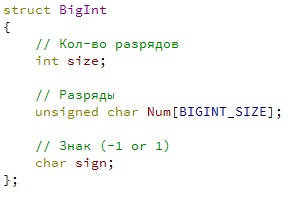 struct BigInt
{
// Кол-во разрядов
int size;
// Разряды
unsigned char Num[BIGINT_SIZE];
// Знак (-1 or 1)
char sign;
};